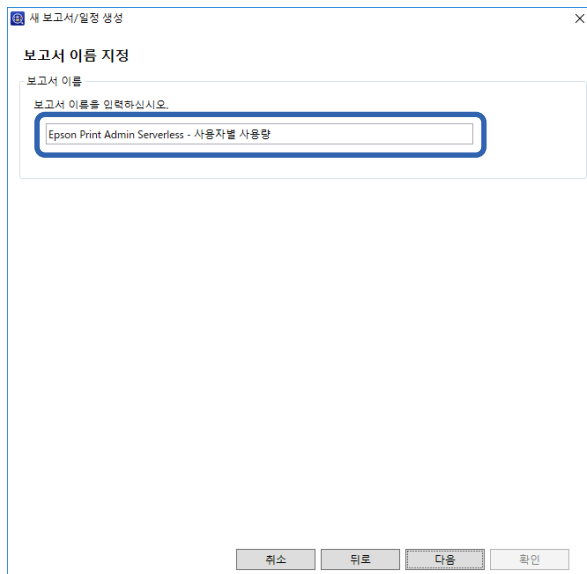 새 보고서/일정 생성
보고서 이름 지정
보고서 이름
보고서 이름을 입력하십시오.
Epson Print Admin Serverless - 사용자별 사용량
취소
뒤로
다음
확인